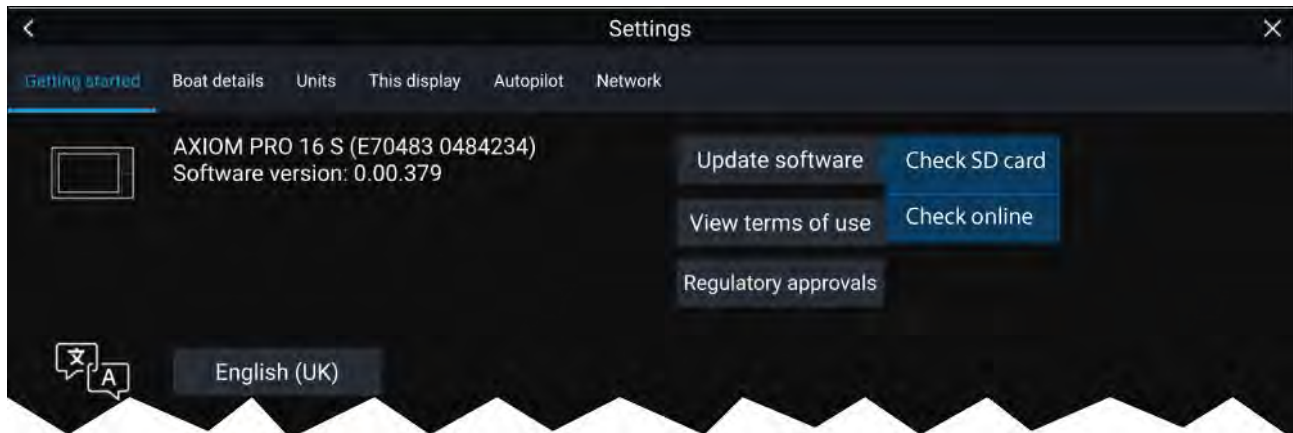 Settings
Getting started Boat details Units This display Autopilot Network
AXIOM PRO 16 S (E70483 0484234)
Software version: 0.00.379
Update software Check SD card
View terms of use Check online
Regulatory approvals
文 A
English (UK)